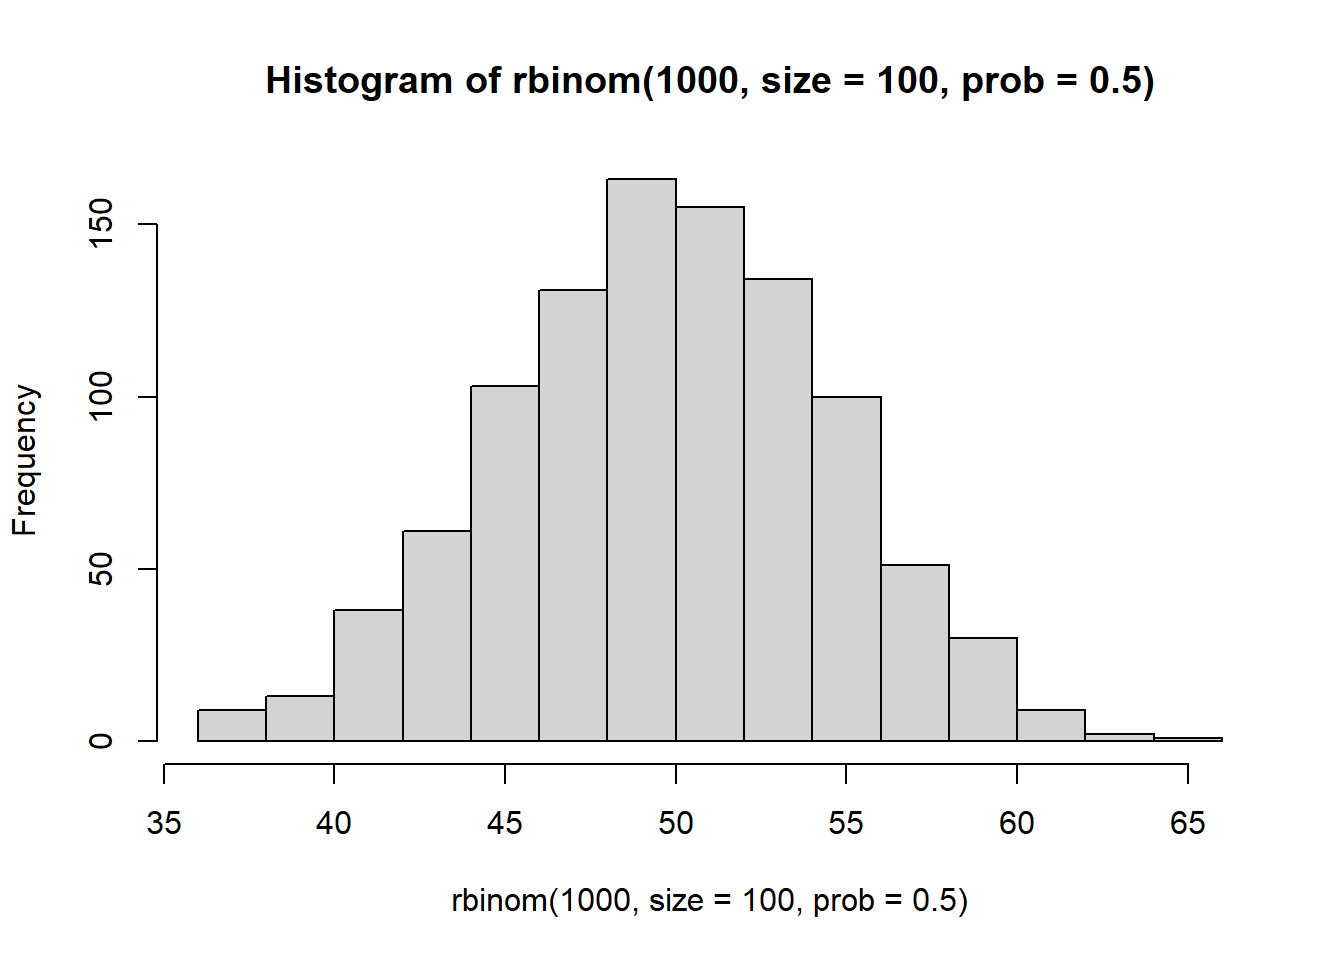 Histogram of rbinom(1000, size = 100, prob = 0.5)
Frequency
150
100
50
0
35 40 45 50 55 60 65
rbinom(1000, size = 100, prob = 0.5)